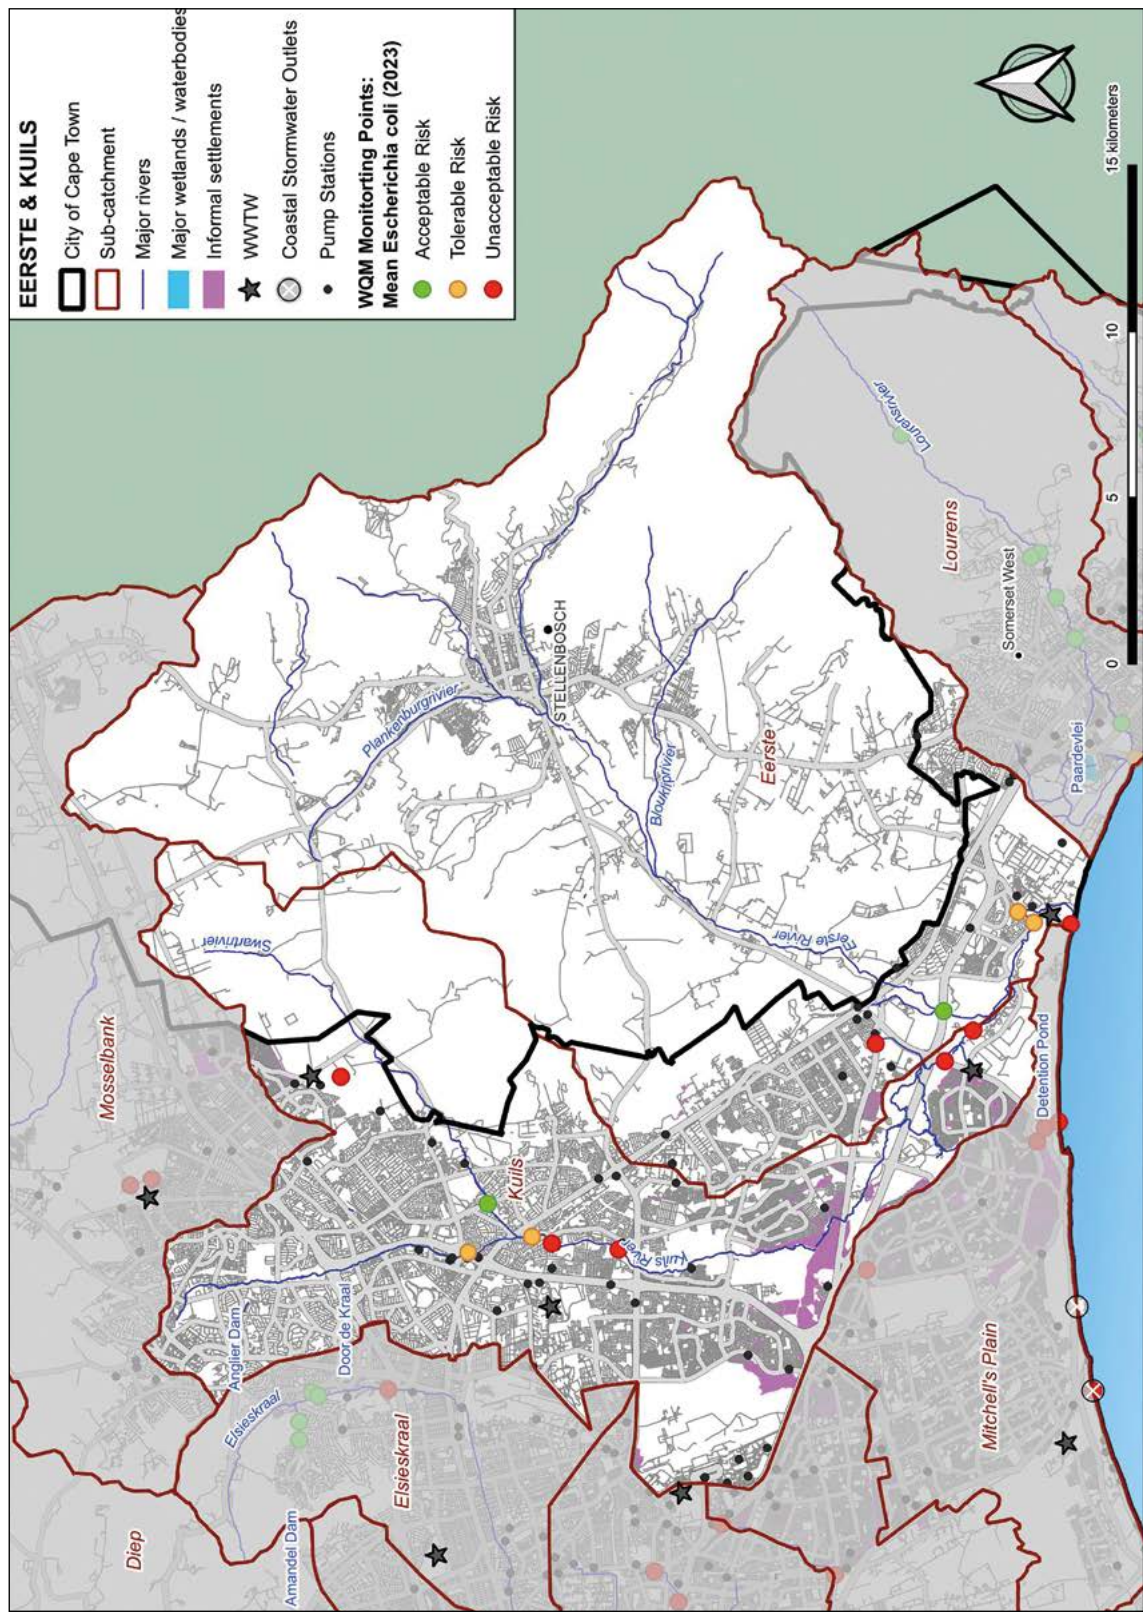 EERSTE & KUILS
City of Cape Town
Sub-catchment
Major rivers
Major wetlands / waterbodies
Informal settlements
WWTW
Coastal Stormwater Outlets
Pump Stations
WQM Monitorting Points:
Mean Escherichia coli (2023)
Acceptable Risk
Tolerable Risk
Unacceptable Risk
Mosselbank
Swartrivier
Plankenburgrivier
STELLENBOSCH
Bloukliprivier
Eerste
Eerste Rivier
Lourensrivier
Lourens
Somerset West
Paardevlei
Kuils
Kuils River
Anglier Dam
Door de Kraal
Elsieskraal
Elsieskraal
Diep
Amandel Dam
Detention Pond
Mitchell's Plain
0
5
10
15 kilometers